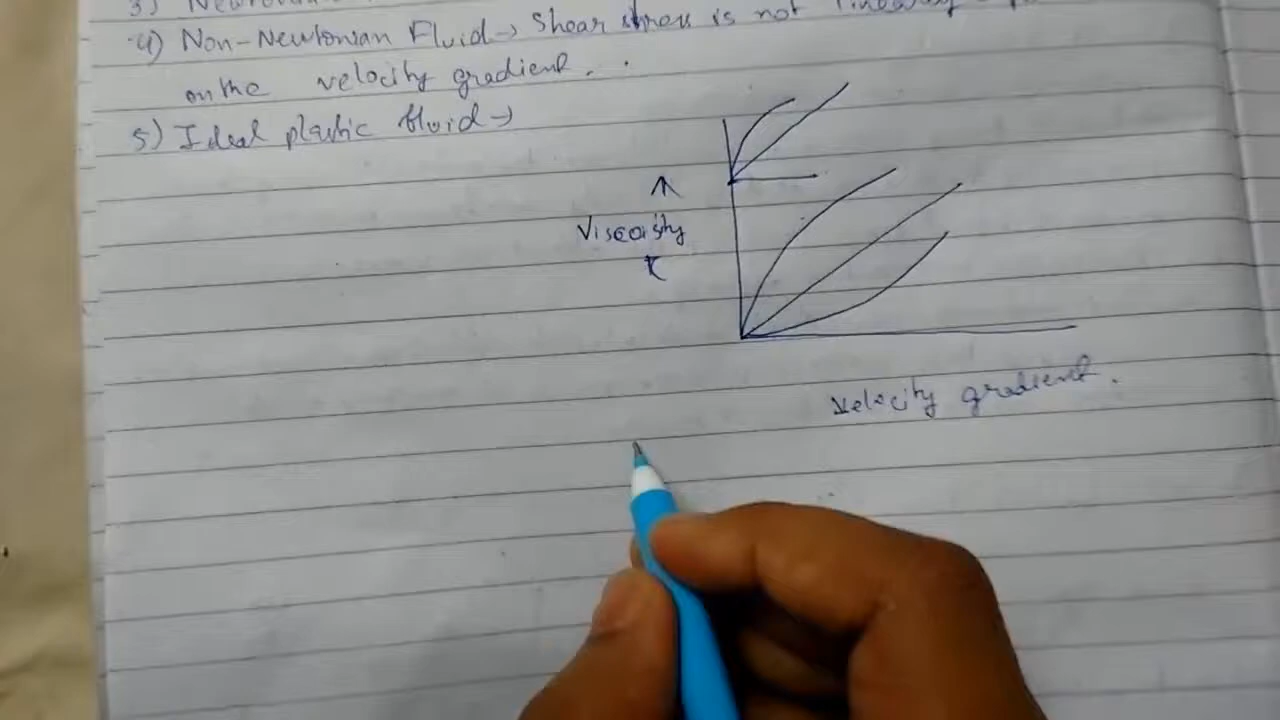 3)
4) Non-Newtonian Fluid→ Shear stress is not
on the velocity gradient.
5) Ideal plastic fluid→
Viscosity
τ
Velocity gradient.